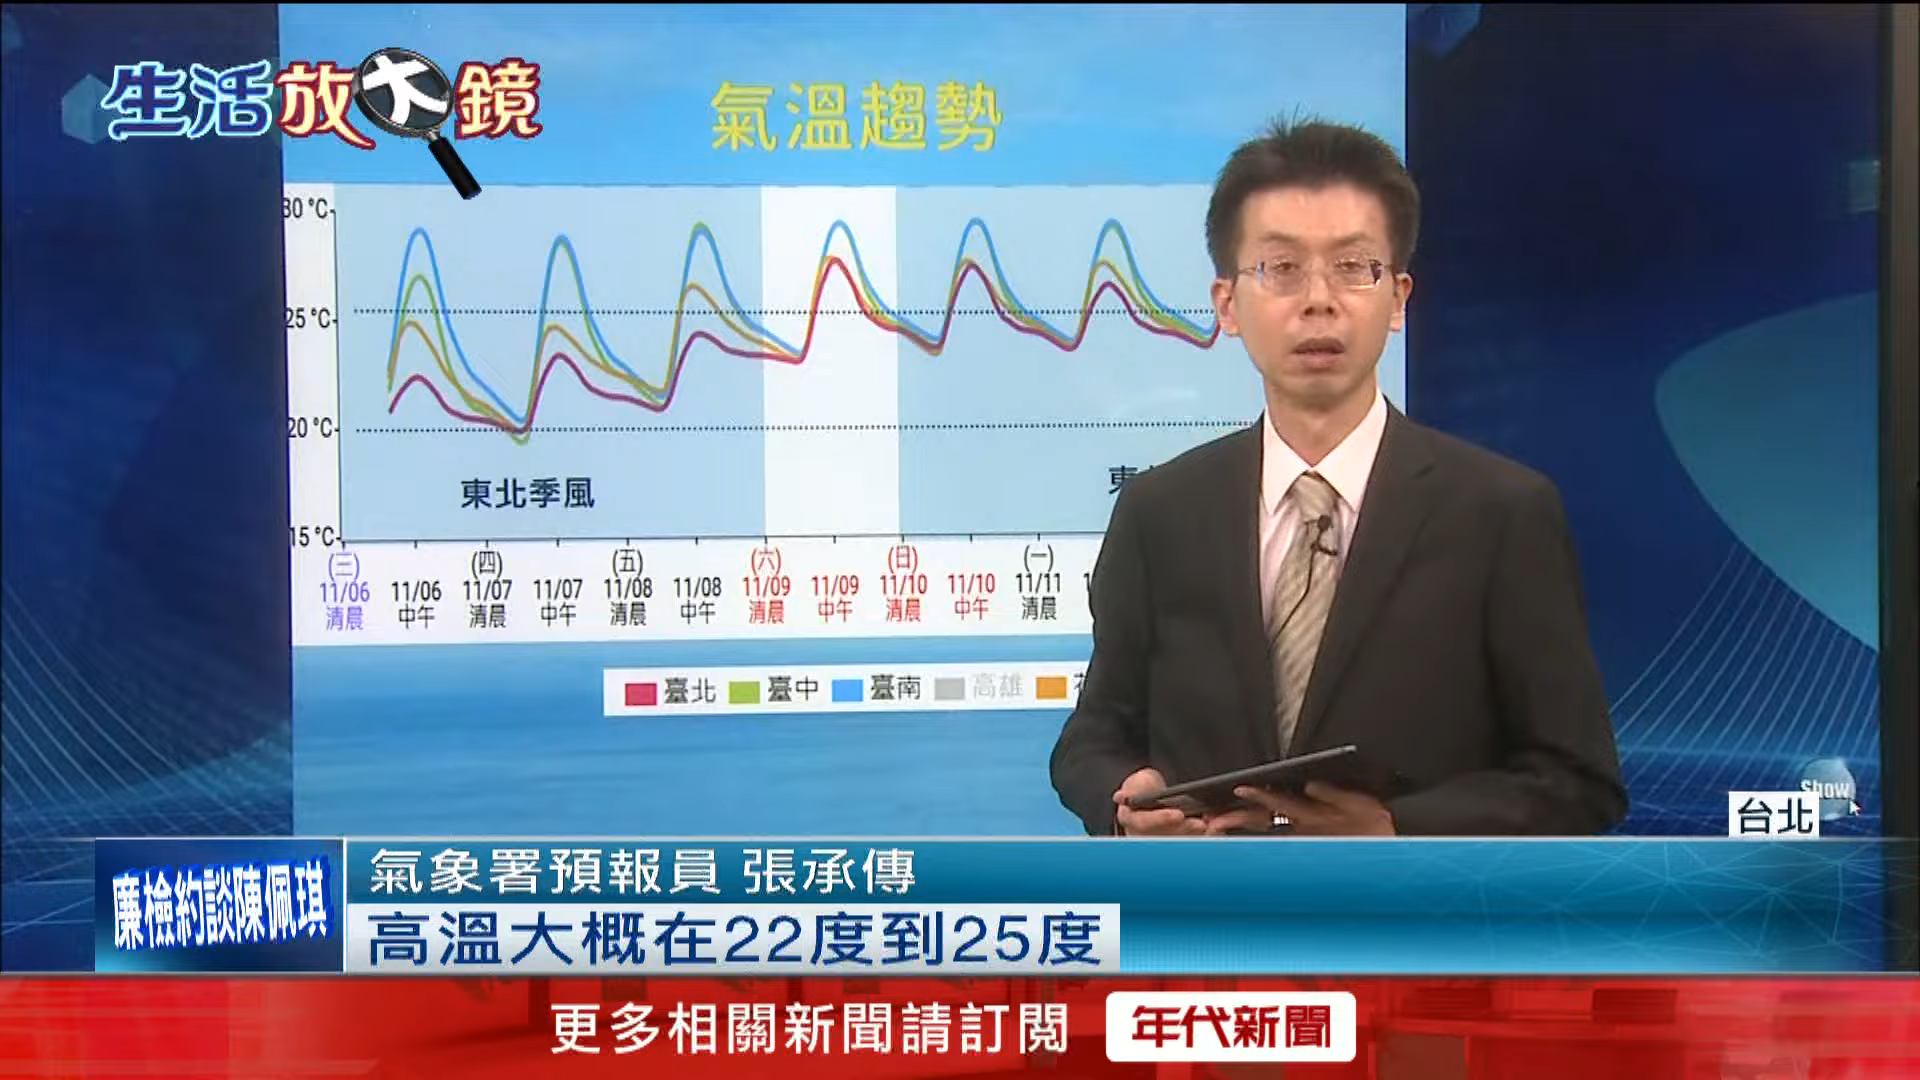 生活放大鏡
氣溫趨勢
30°C
25°C
20°C
15°C
東北季風
東
(三) (四) (五) (六) (日) (一)
11/06 11/06 11/07 11/07 11/08 11/08 11/09 11/09 11/10 11/10 11/11
清晨 中午 清晨 中午 清晨 中午 清晨 中午 清晨 中午 清晨
臺北 臺中 臺南 高雄
Show
台北
廉檢約談陳佩琪
氣象署預報員 張承傳
高溫大概在22度到25度
更多相關新聞請訂閱 年代新聞